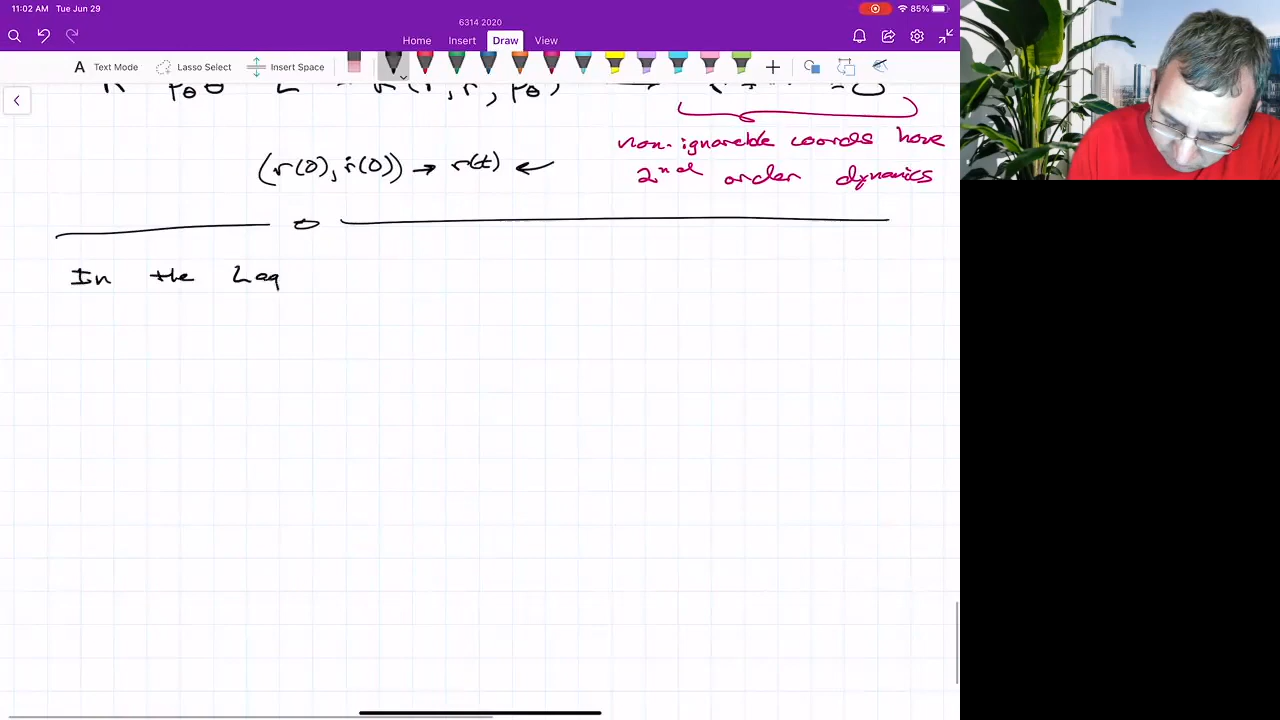 11:02 AM Tue Jun 29
85%
6314 2020
Home Insert Draw View
Text Mode Lasso Select Insert Space
non-ignorable coords have
(r(0), ṙ(0)) → r(t) ←
2nd order dynamics
In the Lag